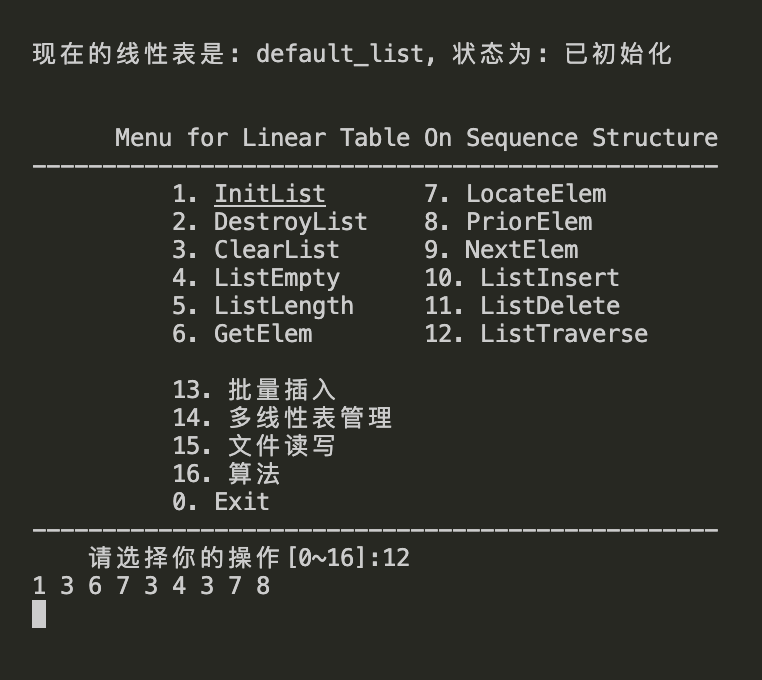 现在的线性表是: default_list, 状态为: 已初始化
Menu for Linear Table On Sequence Structure
-------------------------------------------------
1. InitList 7. LocateElem
2. DestroyList 8. PriorElem
3. ClearList 9. NextElem
4. ListEmpty 10. ListInsert
5. ListLength 11. ListDelete
6. GetElem 12. ListTraverse
13. 批量插入
14. 多线性表管理
15. 文件读写
16. 算法
0. Exit
-------------------------------------------------
请选择你的操作[0~16]:12
1 3 6 7 3 4 3 7 8